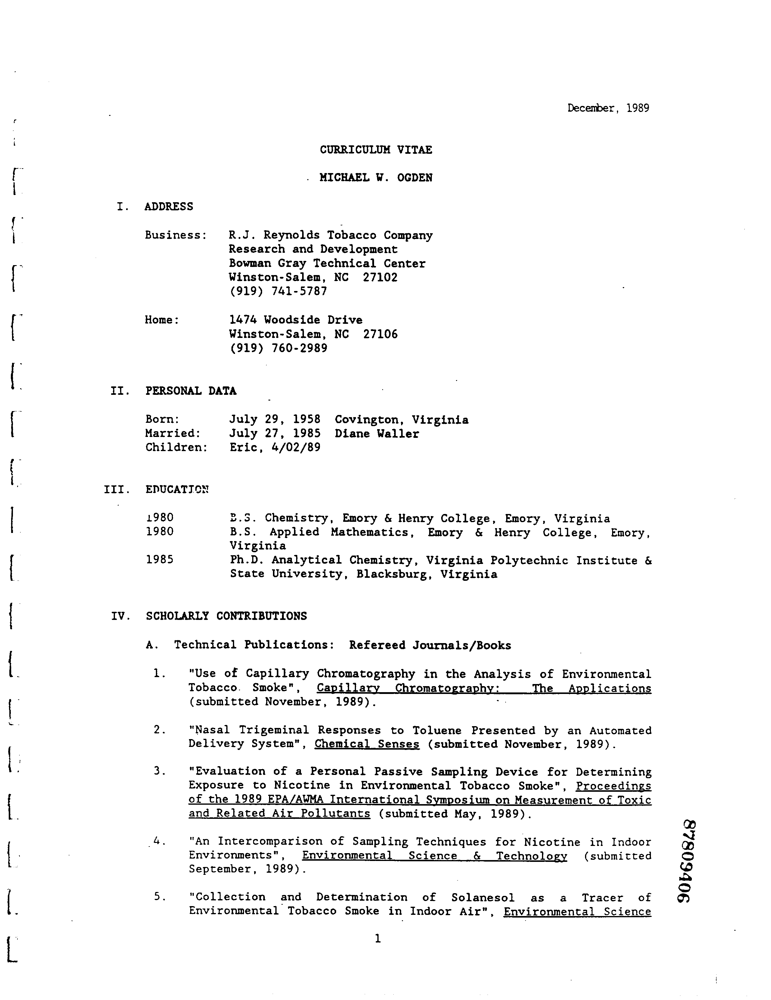 December, 1989
CURRICULUM VITAE
MICHAEL W. OGDEN
I. ADDRESS
Business: R.J. Reynolds Tobacco Company
Research and Development
Bowman Gray Technical Center
Winston-Salem, NC 27102
(919) 741-5787
Home: 1474 Woodside Drive
Winston-Salem, NC 27106
(919) 760-2989
II. PERSONAL DATA
Born: July 29, 1958 Covington, Virginia
Married: July 27, 1985 Diane Waller
Children: Eric, 4/02/89
III. EDUCATION
1980 B.S. Chemistry, Emory & Henry College, Emory, Virginia
1980 B.S. Applied Mathematics, Emory & Henry College, Emory,
Virginia
1985 Ph.D. Analytical Chemistry, Virginia Polytechnic Institute &
State University, Blacksburg, Virginia
IV. SCHOLARLY CONTRIBUTIONS
A. Technical Publications: Refereed Journals/Books
1. "Use of Capillary Chromatography in the Analysis of Environmental
Tobacco Smoke", Capillary Chromatography: The Applications
(submitted November, 1989).
2. "Nasal Trigeminal Responses to Toluene Presented by an Automated
Delivery System", Chemical Senses (submitted November, 1989).
3. "Evaluation of a Personal Passive Sampling Device for Determining
Exposure to Nicotine in Environmental Tobacco Smoke", Proceedings
of the 1989 EPA/AWMA International Symposium on Measurement of Toxic
and Related Air Pollutants (submitted May, 1989).
4. "An Intercomparison of Sampling Techniques for Nicotine in Indoor
Environments", Environmental Science & Technology (submitted
September, 1989).
5. "Collection and Determination of Solanesol as a Tracer of
Environmental Tobacco Smoke in Indoor Air", Environmental Science
1
87809406